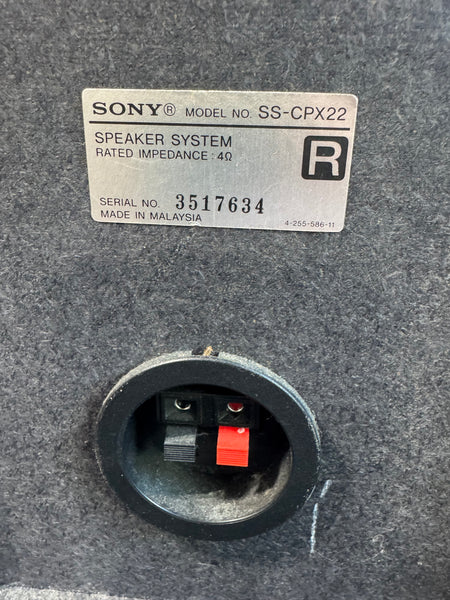 SONY® MODEL NO. SS-CPX22
SPEAKER SYSTEM
RATED IMPEDANCE : 4Ω
R
SERIAL NO. 3517634
MADE IN MALAYSIA
4-255-586-11